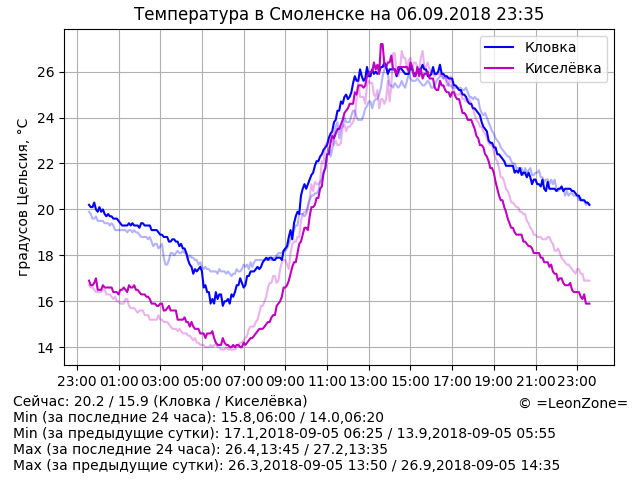 Температура в Смоленске на 06.09.2018 23:35
Кловка
Киселёвка
градусов Цельсия, °C
26
24
22
20
18
16
14
23:00 01:00 03:00 05:00 07:00 09:00 11:00 13:00 15:00 17:00 19:00 21:00 23:00
Сейчас: 20.2 / 15.9 (Кловка / Киселёвка)
© =LeonZone=
Min (за последние 24 часа): 15.8,06:00 / 14.0,06:20
Min (за предыдущие сутки): 17.1,2018-09-05 06:25 / 13.9,2018-09-05 05:55
Max (за последние 24 часа): 26.4,13:45 / 27.2,13:35
Max (за предыдущие сутки): 26.3,2018-09-05 13:50 / 26.9,2018-09-05 14:35